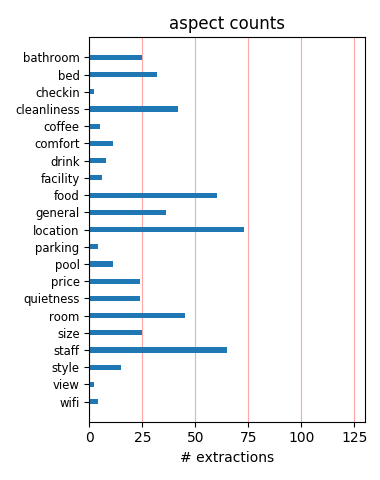 aspect counts
bathroom
bed
checkin
cleanliness
coffee
comfort
drink
facility
food
general
location
parking
pool
price
quietness
room
size
staff
style
view
wifi
0 25 50 75 100 125
# extractions